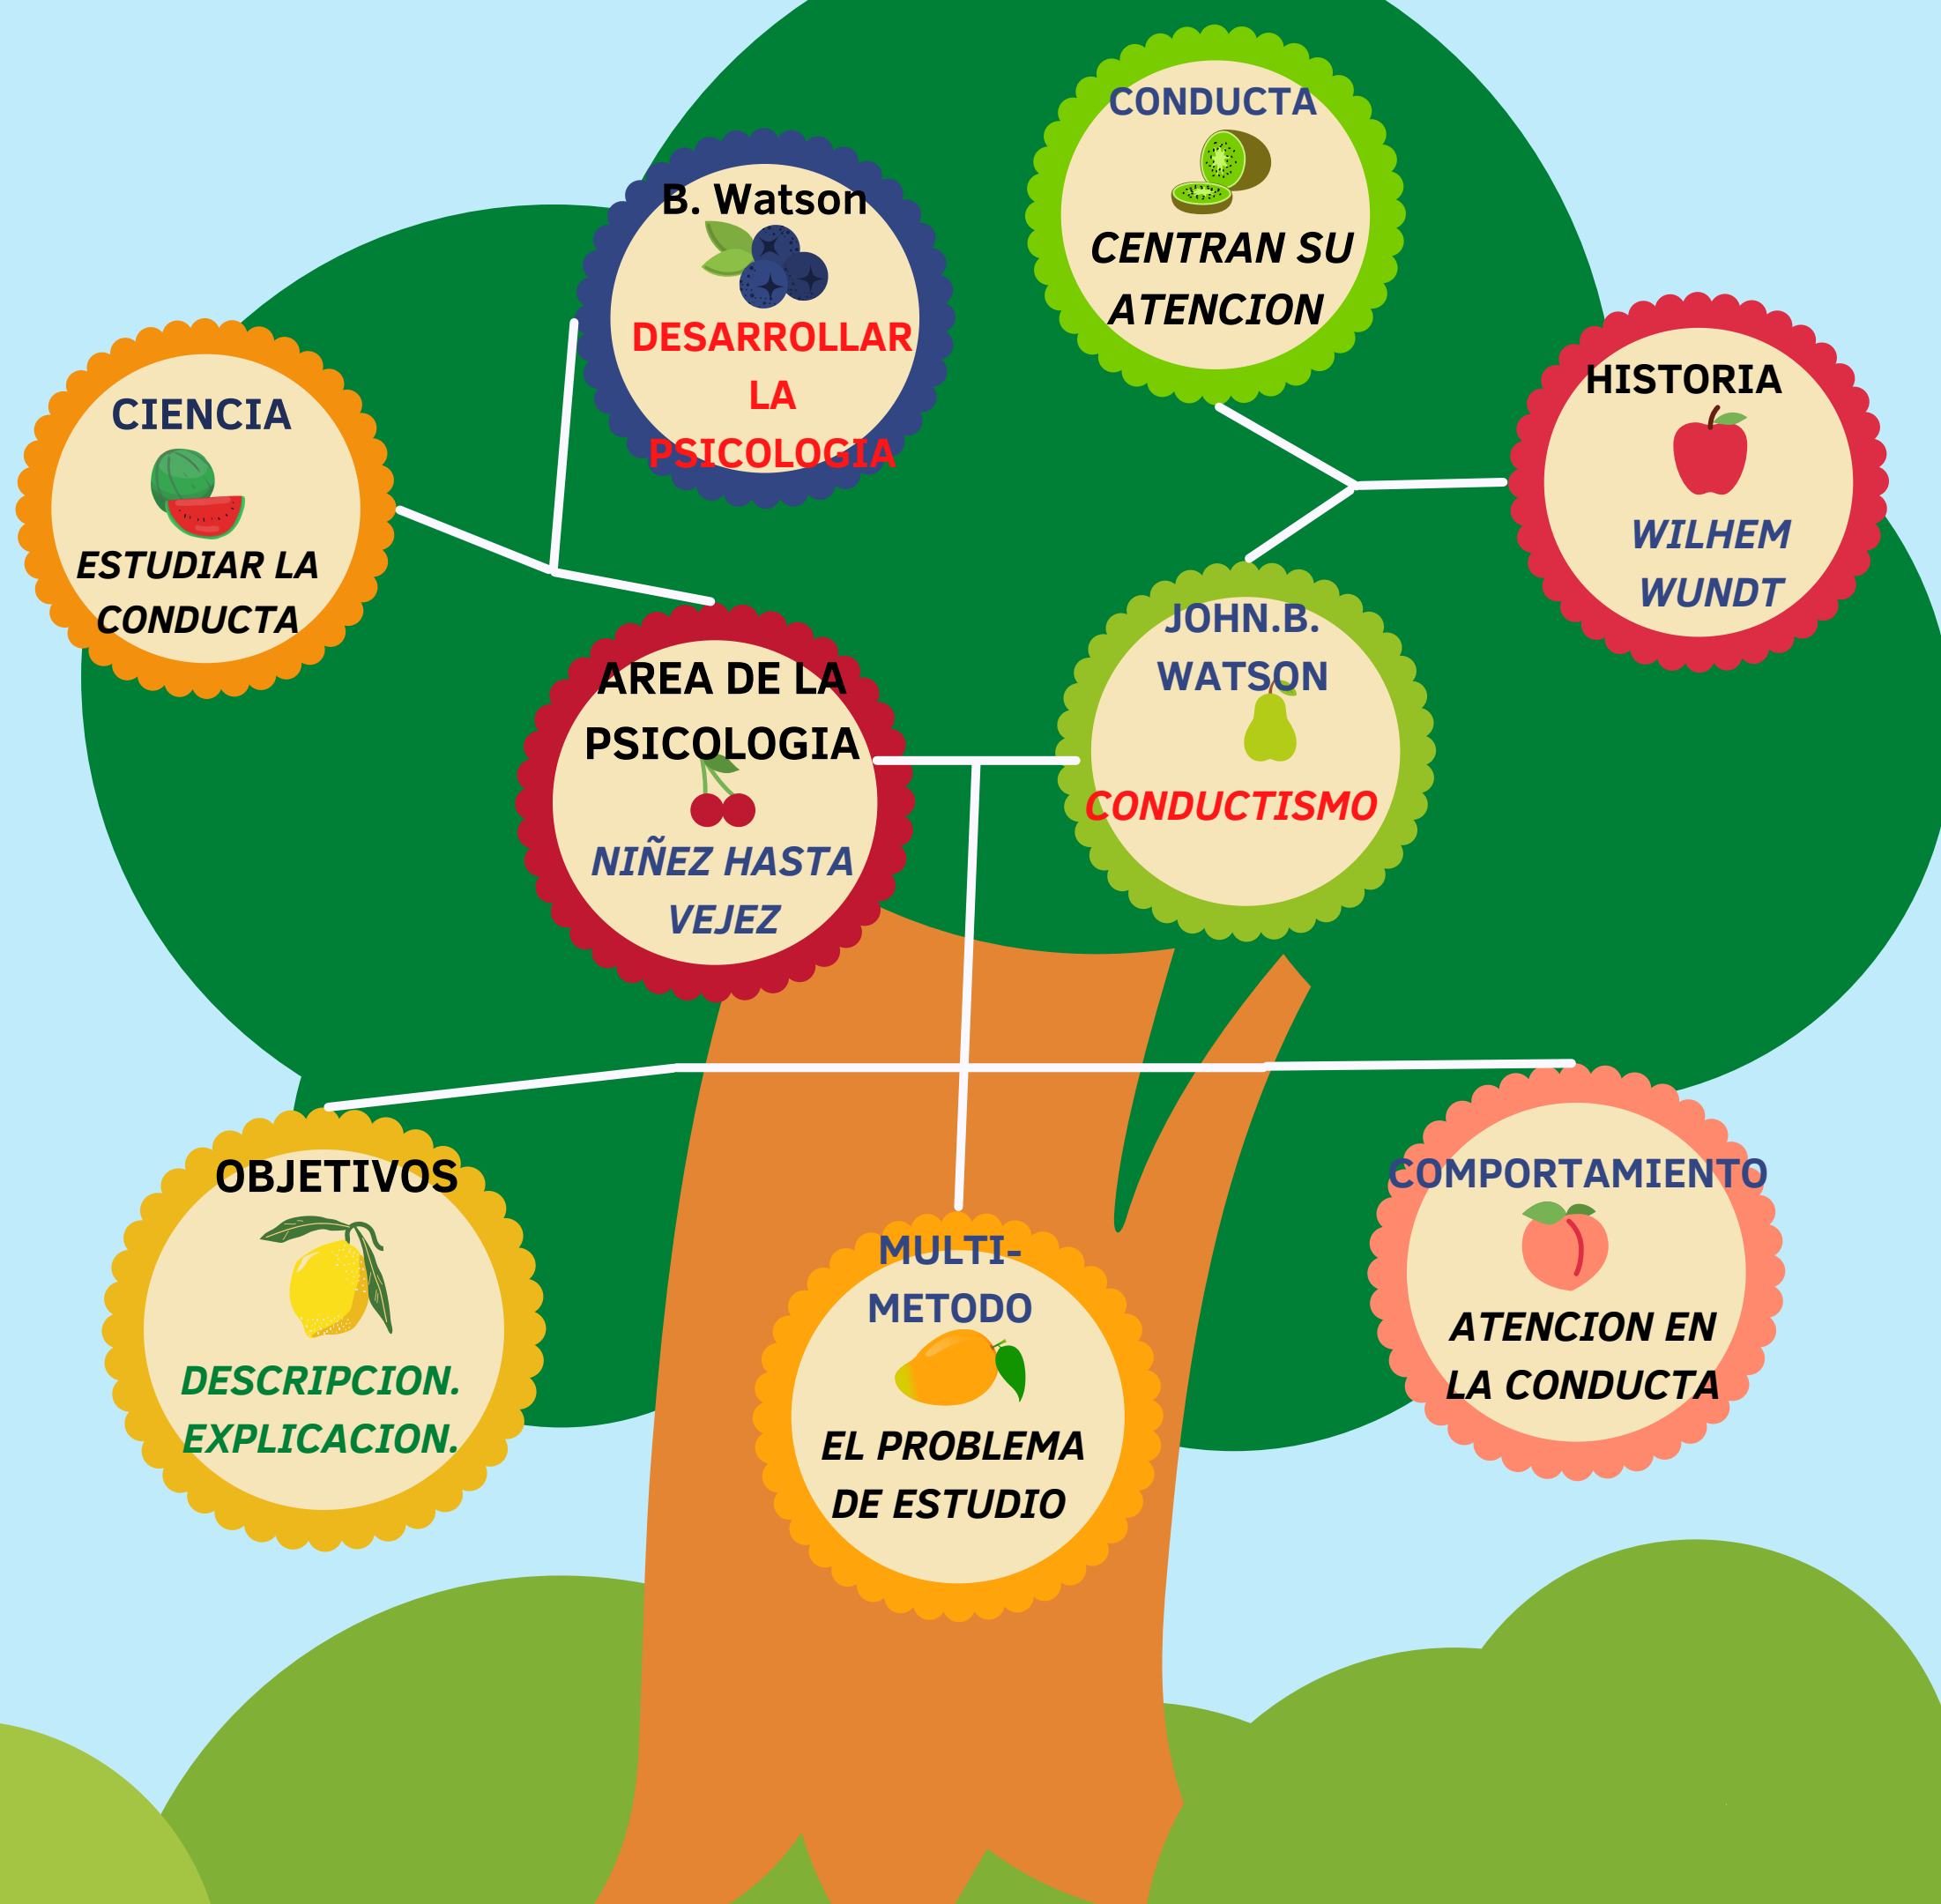 CONDUCTA
CENTRAN SU
ATENCION
B. Watson
DESARROLLAR
LA
PSICOLOGIA
HISTORIA
WILHEM
WUNDT
CIENCIA
ESTUDIAR LA
CONDUCTA
JOHN.B.
WATSON
CONDUCTISMO
AREA DE LA
PSICOLOGIA
NIÑEZ HASTA
VEJEZ
OBJETIVOS
DESCRIPCION.
EXPLICACION.
MULTI-
METODO
EL PROBLEMA
DE ESTUDIO
COMPORTAMIENTO
ATENCION EN
LA CONDUCTA